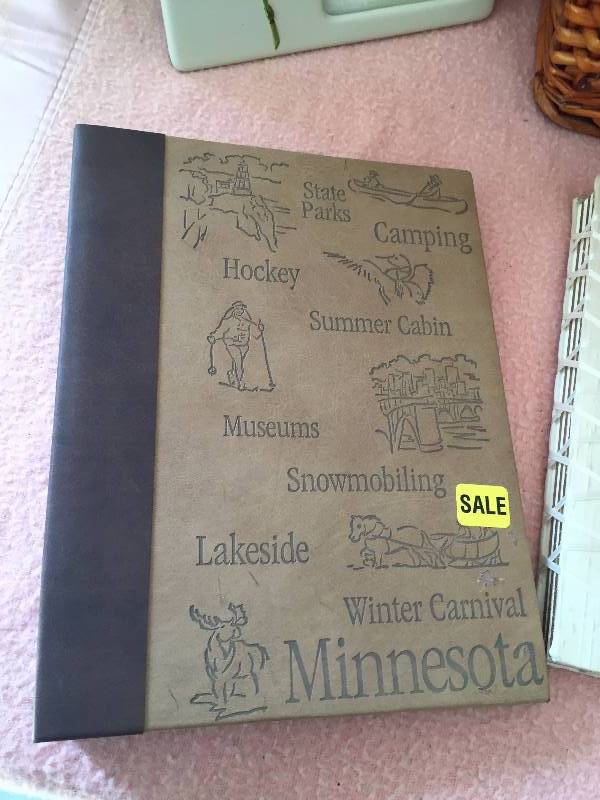 State
Parks
Camping
Hockey
Summer Cabin
Museums
Snowmobiling
SALE
Lakeside
Winter Carnival
Minnesota